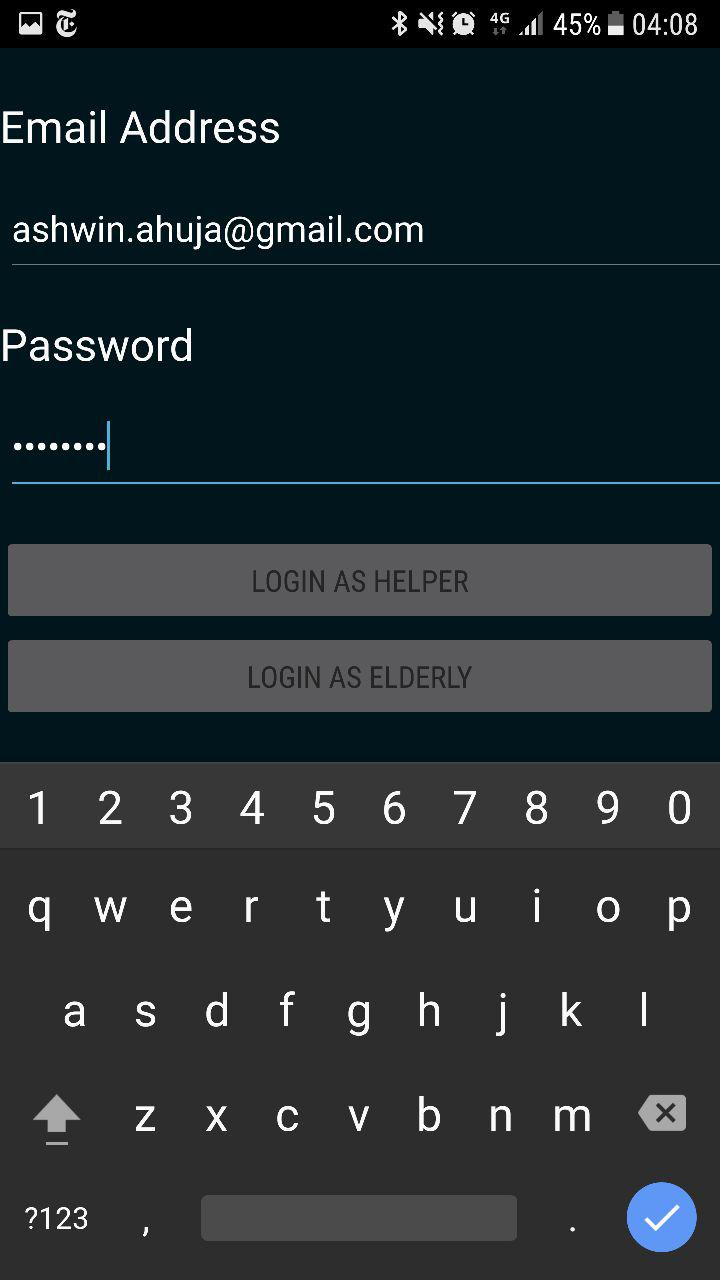 4G 45% 04:08
Email Address
ashwin.ahuja@gmail.com
Password
••••••••
LOGIN AS HELPER
LOGIN AS ELDERLY
1 2 3 4 5 6 7 8 9 0
q w e r t y u i o p
a s d f g h j k l
z x c v b n m
?123 , .